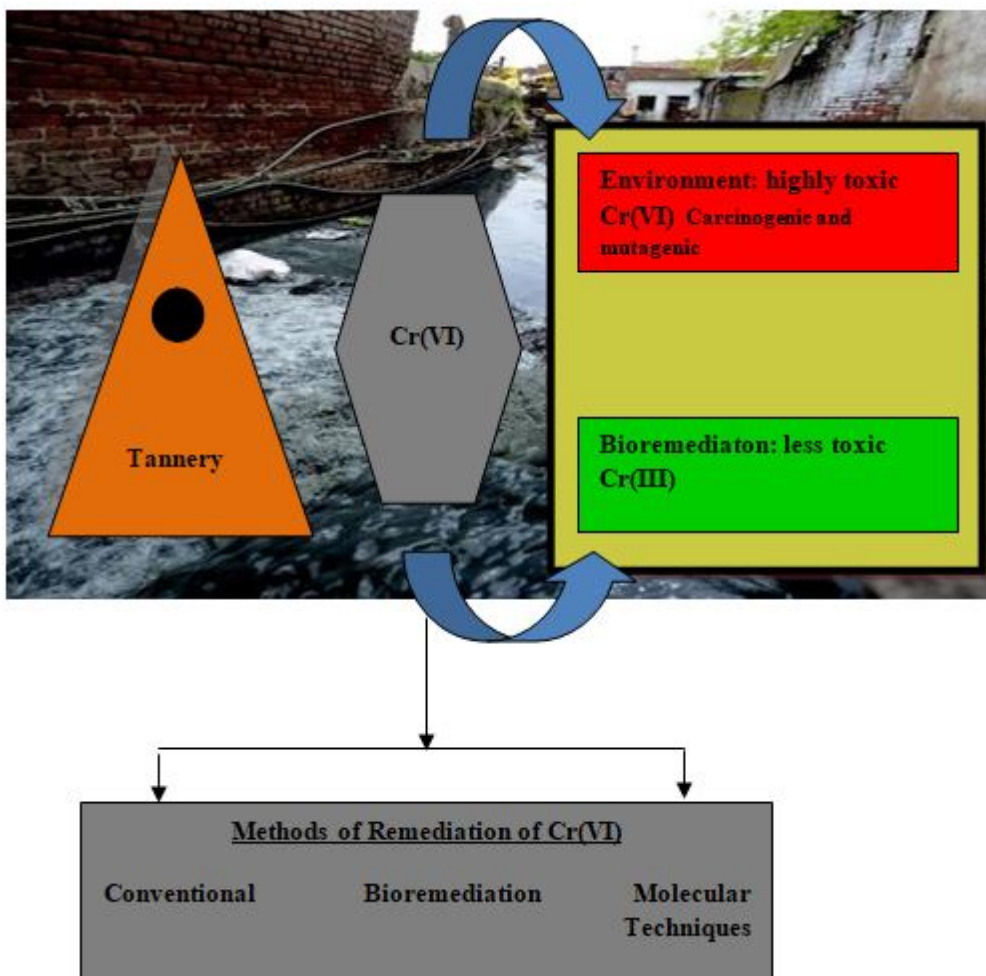 Environment: highly toxic
Cr(VI) Carcinogenic and
mutagenic
Cr(VI)
Tannery
Bioremediaton: less toxic
Cr(III)
Methods of Remediation of Cr(VI)
Conventional Bioremediation Molecular
Techniques